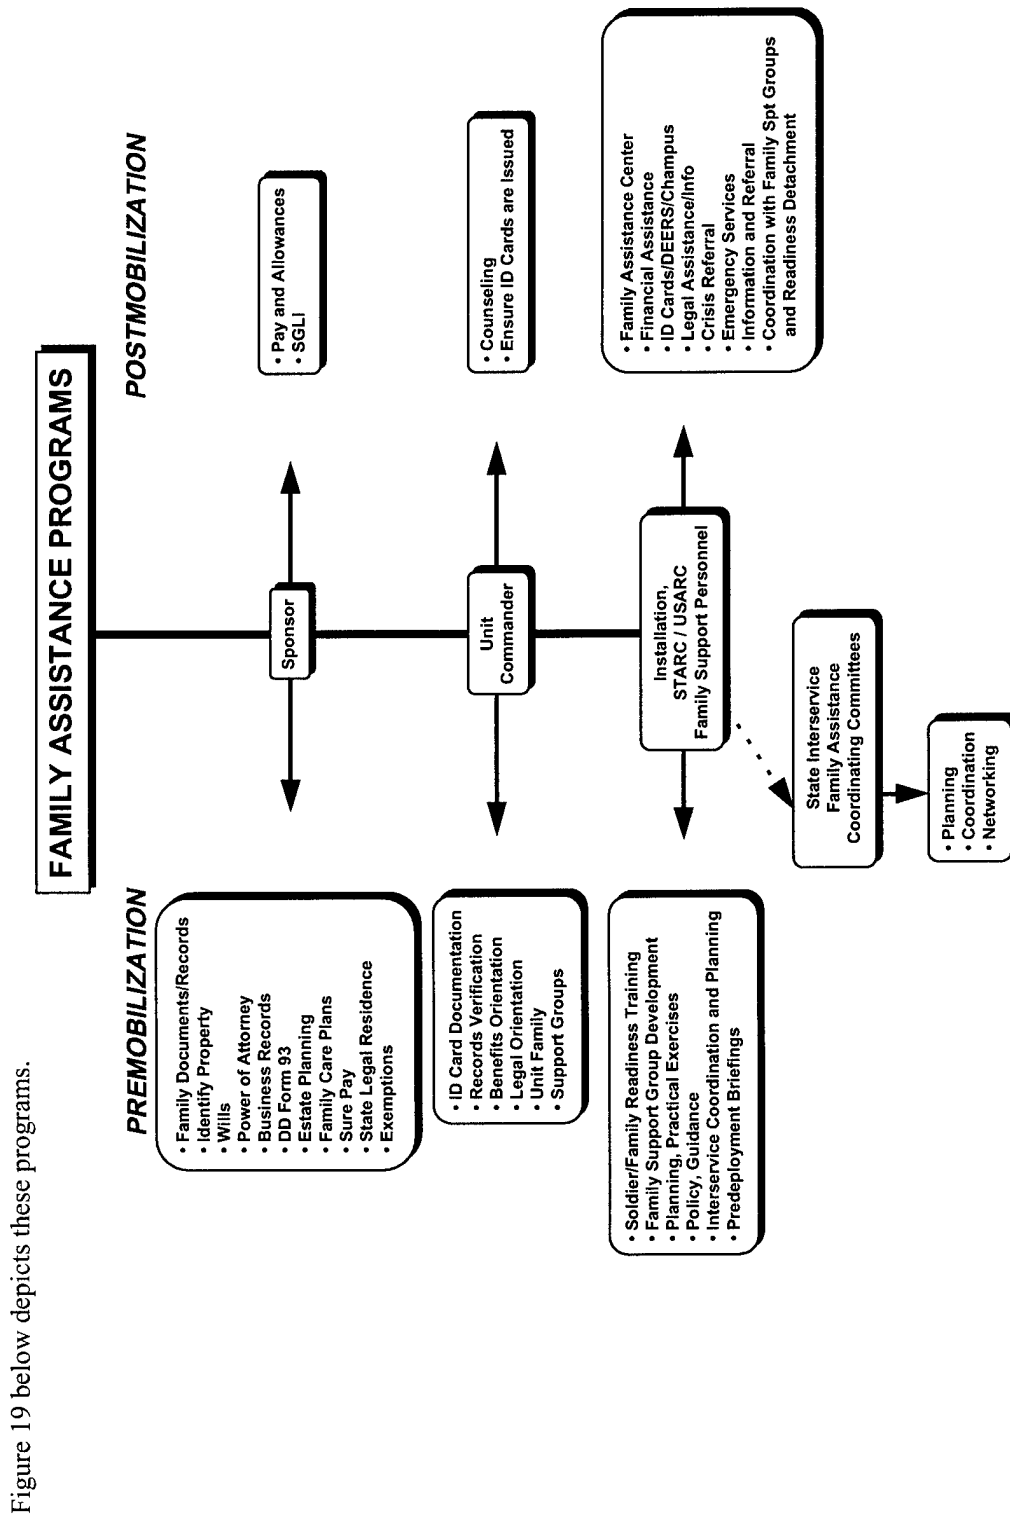 Figure 19 below depicts these programs.
FAMILY ASSISTANCE PROGRAMS
PREMOBILIZATION
POSTMOBILIZATION
• Family Documents/Records
• Identify Property
• Wills
• Power of Attorney
• Business Records
• DD Form 93
• Estate Planning
• Family Care Plans
• Sure Pay
• State Legal Residence
• Exemptions
Sponsor
• Pay and Allowances
• SGLI
• ID Card Documentation
• Records Verification
• Benefits Orientation
• Legal Orientation
• Unit Family
• Support Groups
Unit
Commander
• Counseling
• Ensure ID Cards are Issued
• Soldier/Family Readiness Training
• Family Support Group Development
• Planning, Practical Exercises
• Policy, Guidance
• Interservice Coordination and Planning
• Predeployment Briefings
Installation,
STARC / USARC
Family Support Personnel
• Family Assistance Center
• Financial Assistance
• ID Cards/DEERS/Champus
• Legal Assistance/Info
• Crisis Referral
• Emergency Services
• Information and Referral
• Coordination with Family Spt Groups
and Readiness Detachment
State Interservice
Family Assistance
Coordinating Committees
• Planning
• Coordination
• Networking